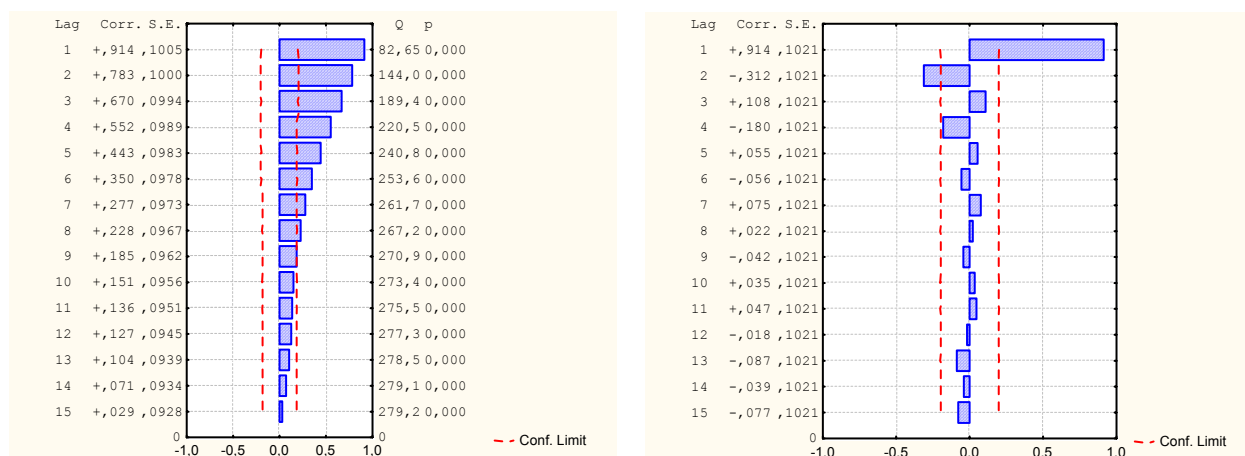 Lag Corr. S.E. Q p
1 +,914 ,1005 82,65 0,000
2 +,783 ,1000 144,0 0,000
3 +,670 ,0994 189,4 0,000
4 +,552 ,0989 220,5 0,000
5 +,443 ,0983 240,8 0,000
6 +,350 ,0978 253,6 0,000
7 +,277 ,0973 261,7 0,000
8 +,228 ,0967 267,2 0,000
9 +,185 ,0962 270,9 0,000
10 +,151 ,0956 273,4 0,000
11 +,136 ,0951 275,5 0,000
12 +,127 ,0945 277,3 0,000
13 +,104 ,0939 278,5 0,000
14 +,071 ,0934 279,1 0,000
15 +,029 ,0928 279,2 0,000
0 0
-1,0 -0,5 0,0 0,5 1,0
Conf. Limit
Lag Corr. S.E.
1 +,914 ,1021
2 -,312 ,1021
3 +,108 ,1021
4 -,180 ,1021
5 +,055 ,1021
6 -,056 ,1021
7 +,075 ,1021
8 +,022 ,1021
9 -,042 ,1021
10 +,035 ,1021
11 +,047 ,1021
12 -,018 ,1021
13 -,087 ,1021
14 -,039 ,1021
15 -,077 ,1021
0
-1,0 -0,5 0,0 0,5 1,0
Conf. Limit